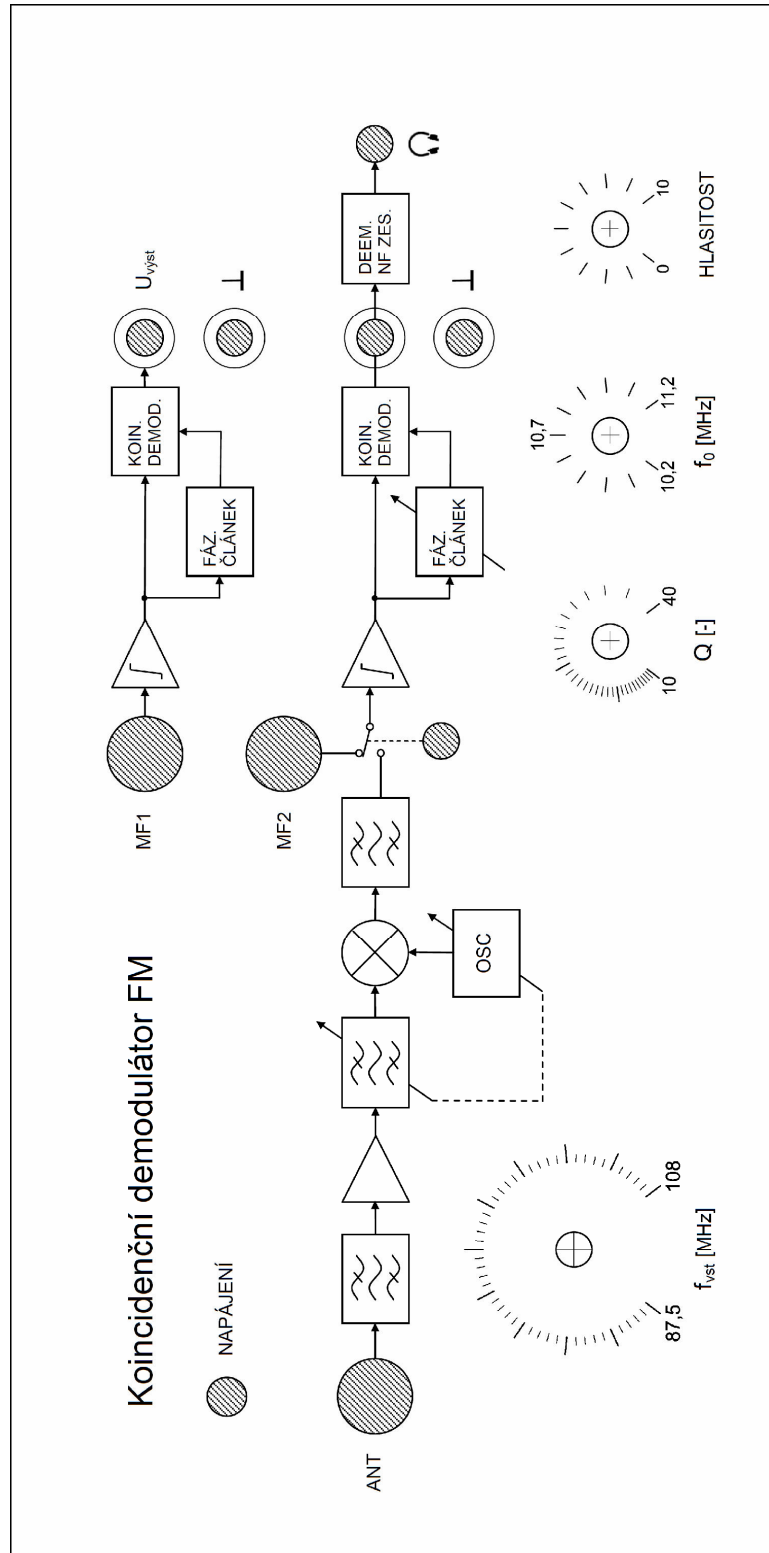 Koincidenční demodulátor FM
NAPÁJENÍ
MF1
KOIN.
DEMOD.
FÁZ.
ČLÁNEK
Uvýst
⊥
ANT
OSC
MF2
KOIN.
DEMOD.
FÁZ.
ČLÁNEK
⊥
DEEM.
NF ZES.
87,5
108
fvst [MHz]
10
40
Q [-]
10,7
10,2
11,2
f0 [MHz]
0
10
HLASITOST